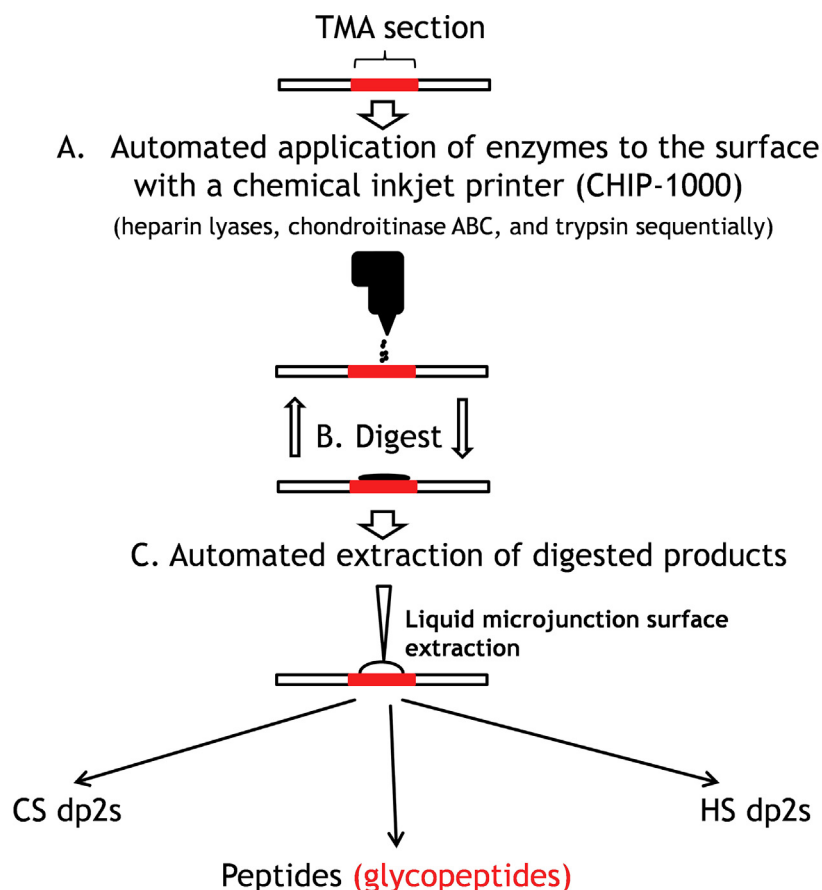 TMA section
A. Automated application of enzymes to the surface
with a chemical inkjet printer (CHIP-1000)
(heparin lyases, chondroitinase ABC, and trypsin sequentially)
B. Digest
C. Automated extraction of digested products
Liquid microjunction surface
extraction
CS dp2s
HS dp2s
Peptides (glycopeptides)